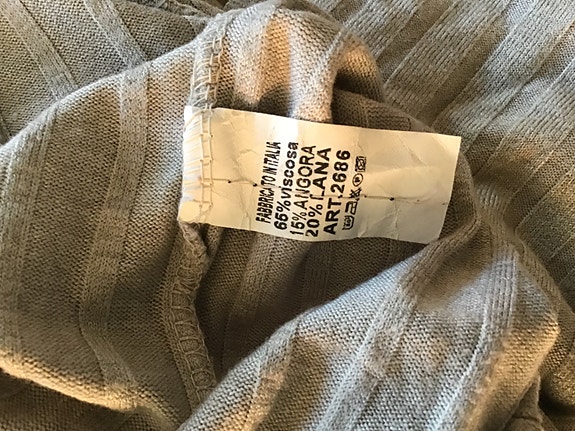 FABBRICATO IN ITALIA
65% viscosa
15% ANGORA
20% LANA
ART.2686